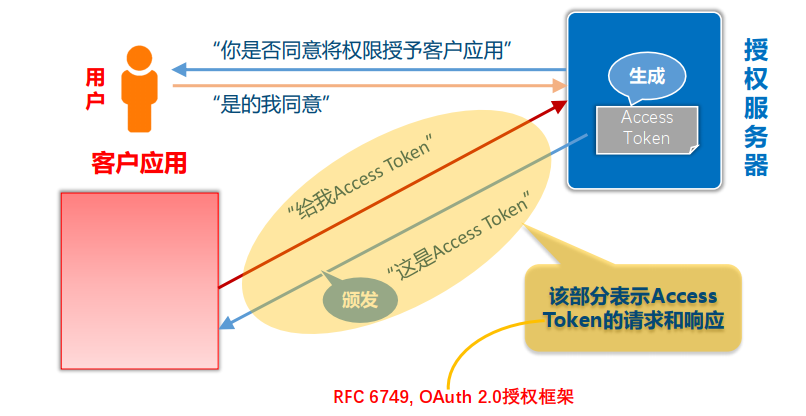 “你是否同意将权限授予客户应用”
用户
“是的我同意”
生成
Access
Token
授权服务器
客户应用
“给我Access Token”
“这是Access Token”
颁发
该部分表示Access
Token的请求和响应
RFC 6749, OAuth 2.0授权框架